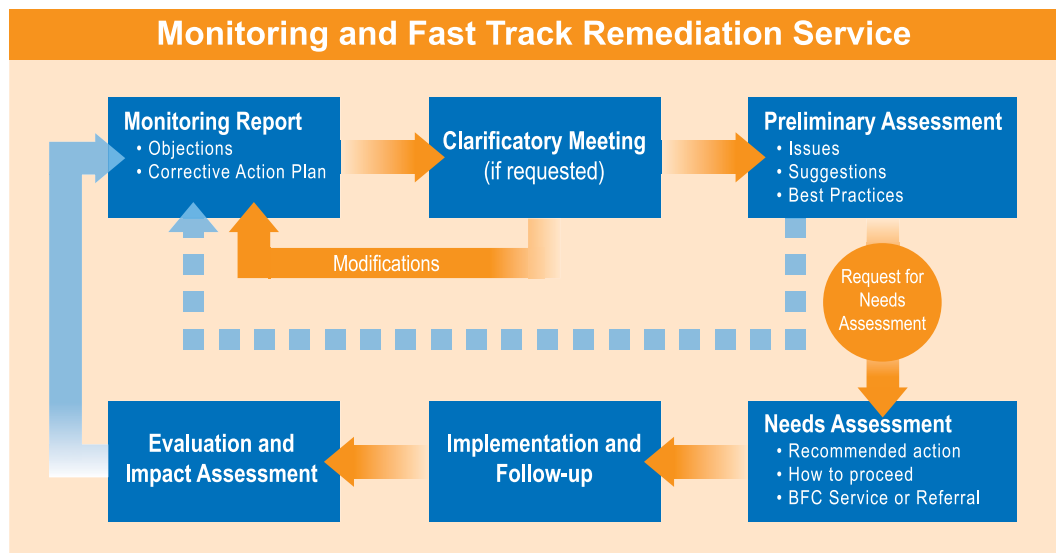 Monitoring and Fast Track Remediation Service
Monitoring Report
• Objections
• Corrective Action Plan
Clarificatory Meeting
(if requested)
Preliminary Assessment
• Issues
• Suggestions
• Best Practices
Modifications
Request for
Needs
Assessment
Evaluation and
Impact Assessment
Implementation and
Follow-up
Needs Assessment
• Recommended action
• How to proceed
• BFC Service or Referral